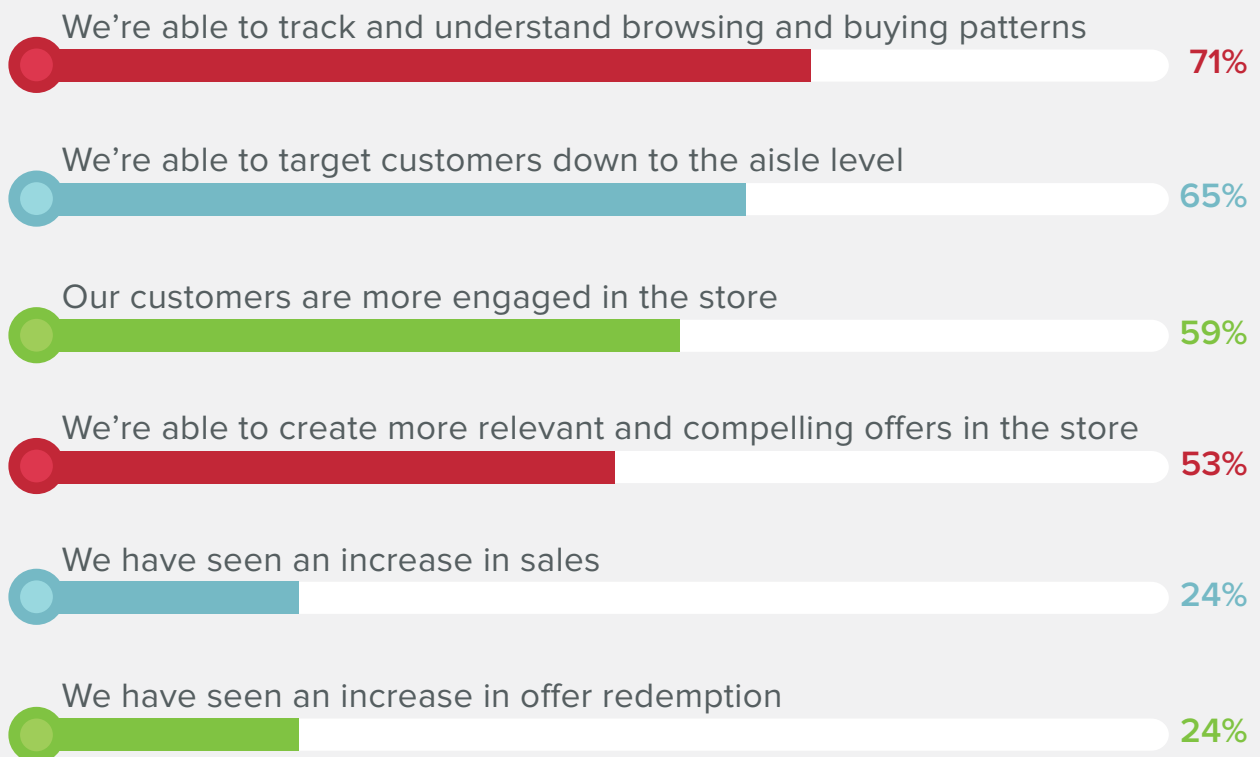 We’re able to track and understand browsing and buying patterns
71%
We’re able to target customers down to the aisle level
65%
Our customers are more engaged in the store
59%
We’re able to create more relevant and compelling offers in the store
53%
We have seen an increase in sales
24%
We have seen an increase in offer redemption
24%